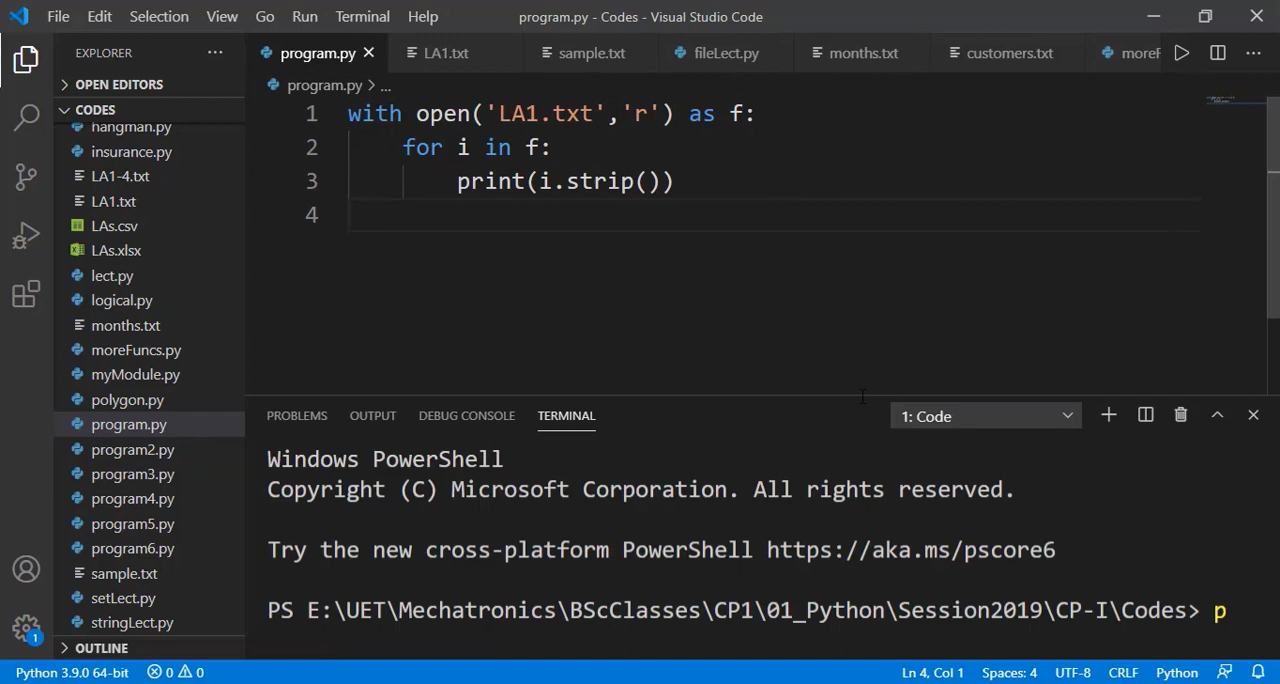 File Edit Selection View Go Run Terminal Help program.py - Codes - Visual Studio Code
EXPLORER ... program.py LA1.txt sample.txt fileLect.py months.txt customers.txt moreF ...
OPEN EDITORS
CODES
hangman.py
insurance.py
LA1-4.txt
LA1.txt
LAs.csv
LAs.xlsx
lect.py
logical.py
months.txt
moreFuncs.py
myModule.py
polygon.py
program.py
program2.py
program3.py
program4.py
program5.py
program6.py
sample.txt
setLect.py
stringLect.py
OUTLINE
program.py > ...
1 with open('LA1.txt','r') as f:
2 for i in f:
3 print(i.strip())
4
PROBLEMS OUTPUT DEBUG CONSOLE TERMINAL 1: Code
Windows PowerShell
Copyright (C) Microsoft Corporation. All rights reserved.
Try the new cross-platform PowerShell https://aka.ms/pscore6
PS E:\UET\Mechatronics\BScClasses\CP1\01_Python\Session2019\CP-I\Codes> p
1
Python 3.9.0 64-bit 0 0 Ln 4, Col 1 Spaces: 4 UTF-8 CRLF Python